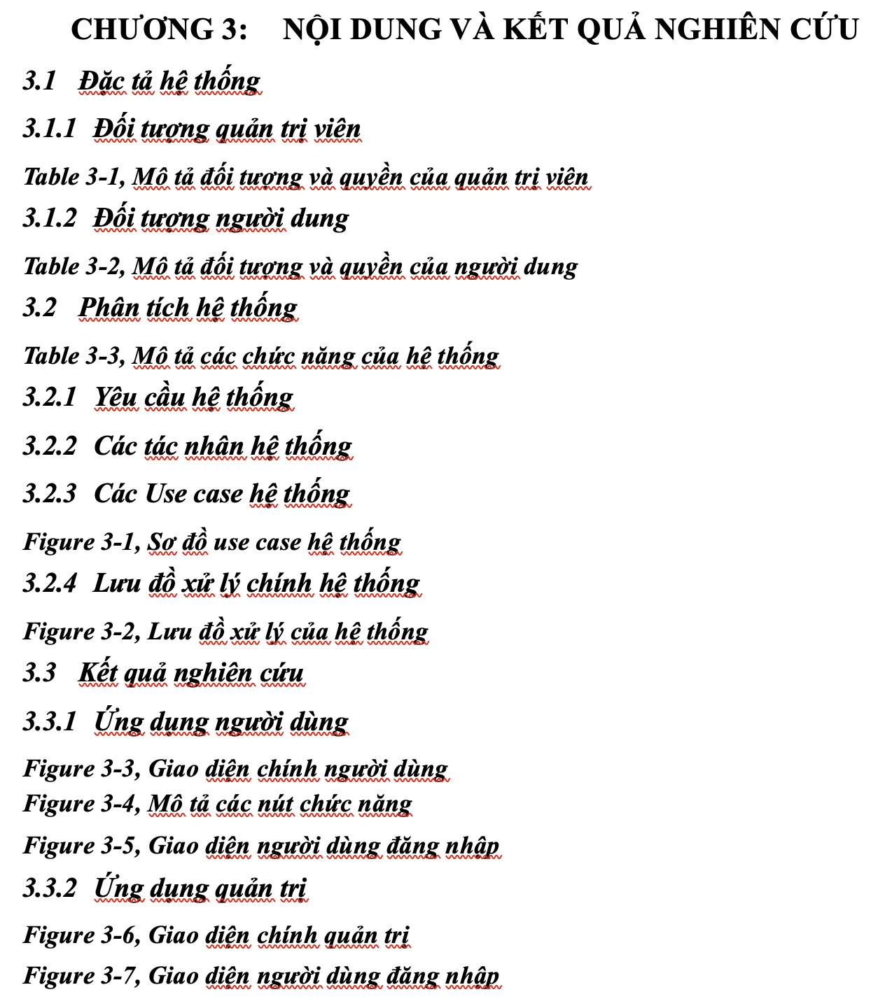 CHƯƠNG 3: NỘI DUNG VÀ KẾT QUẢ NGHIÊN CỨU
3.1 Đặc tả hệ thống
3.1.1 Đối tượng quản trị viên
Table 3-1, Mô tả đối tượng và quyền của quản trị viên
3.1.2 Đối tượng người dung
Table 3-2, Mô tả đối tượng và quyền của người dung
3.2 Phân tích hệ thống
Table 3-3, Mô tả các chức năng của hệ thống
3.2.1 Yêu cầu hệ thống
3.2.2 Các tác nhân hệ thống
3.2.3 Các Use case hệ thống
Figure 3-1, Sơ đồ use case hệ thống
3.2.4 Lưu đồ xử lý chính hệ thống
Figure 3-2, Lưu đồ xử lý của hệ thống
3.3 Kết quả nghiên cứu
3.3.1 Ứng dụng người dùng
Figure 3-3, Giao diện chính người dùng
Figure 3-4, Mô tả các nút chức năng
Figure 3-5, Giao diện người dùng đăng nhập
3.3.2 Ứng dụng quản trị
Figure 3-6, Giao diện chính quản trị
Figure 3-7, Giao diện người dùng đăng nhập